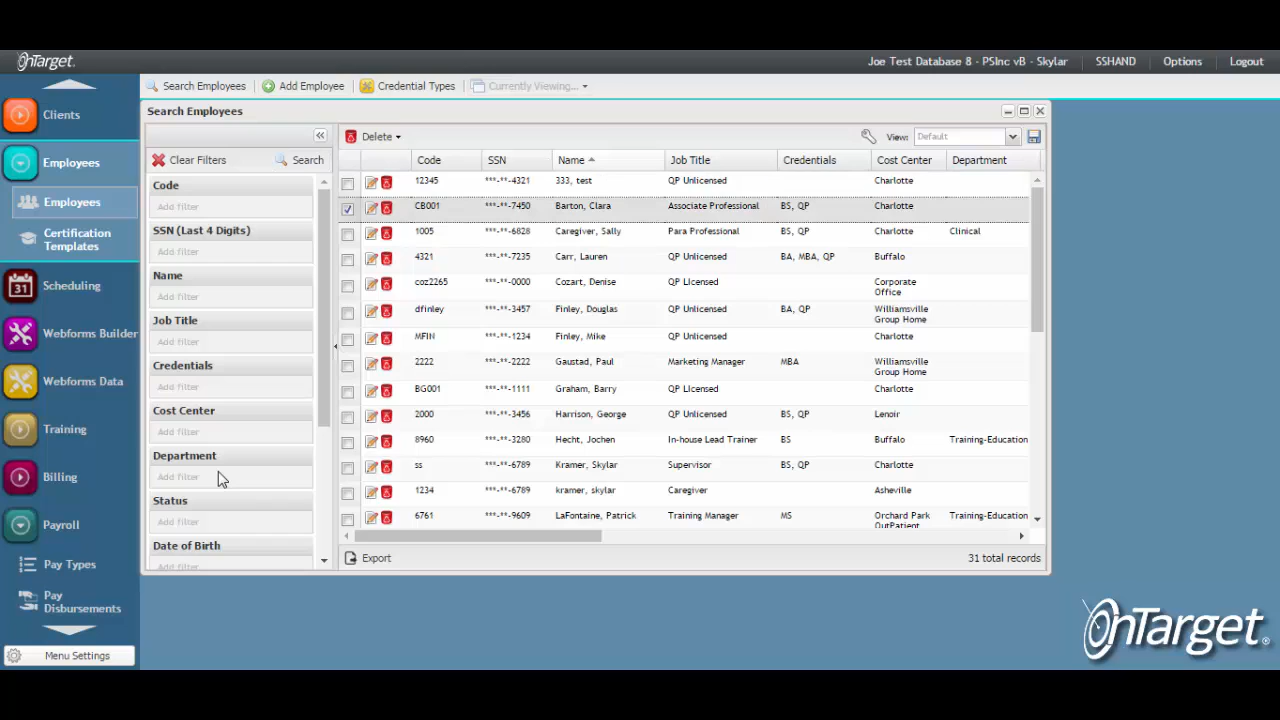 OnTarget.
Joe Test Database 8 - PSInc vB - Skylar
SSHAND
Options
Logout
Clients
Employees
Employees
Certification
Templates
31
Scheduling
Webforms Builder
Webforms Data
Training
Billing
Payroll
Pay Types
Pay
Disbursements
Menu Settings
Search Employees
Add Employee
Credential Types
Currently Viewing...
Search Employees
Clear Filters
Search
Code
Add filter
SSN (Last 4 Digits)
Add filter
Name
Add filter
Job Title
Add filter
Credentials
Add filter
Cost Center
Add filter
Department
Add filter
Status
Add filter
Date of Birth
Add filter
Delete
View:
Default
Code SSN Name Job Title Credentials Cost Center Department
12345 ***-**-4321 333, test QP Unlicensed Charlotte
CB001 ***-**-7450 Barton, Clara Associate Professional BS, QP Charlotte
1005 ***-**-6828 Caregiver, Sally Para Professional BS, QP Charlotte Clinical
4321 ***-**-7235 Carr, Lauren QP Unlicensed BA, MBA, QP Buffalo
coz2265 ***-**-0000 Cozart, Denise QP LIcensed Corporate
Office
dfinley ***-**-3457 Finley, Douglas QP Unlicensed BA, QP Williamsville
Group Home
MFIN ***-**-1234 Finley, Mike QP Unlicensed Charlotte
2222 ***-**-2222 Gaustad, Paul Marketing Manager MBA Williamsville
Group Home
BG001 ***-**-1111 Graham, Barry QP LIcensed Charlotte
2000 ***-**-3456 Harrison, George QP Unlicensed BS, QP Lenoir
8960 ***-**-3280 Hecht, Jochen In-house Lead Trainer BS Buffalo Training-Education
ss ***-**-6789 Kramer, Skylar Supervisor BS, QP Charlotte
1234 ***-**-6789 kramer, skylar Caregiver Asheville
6761 ***-**-9609 LaFontaine, Patrick Training Manager MS Orchard Park Training-Education
OutPatient
Export
31 total records
OnTarget.